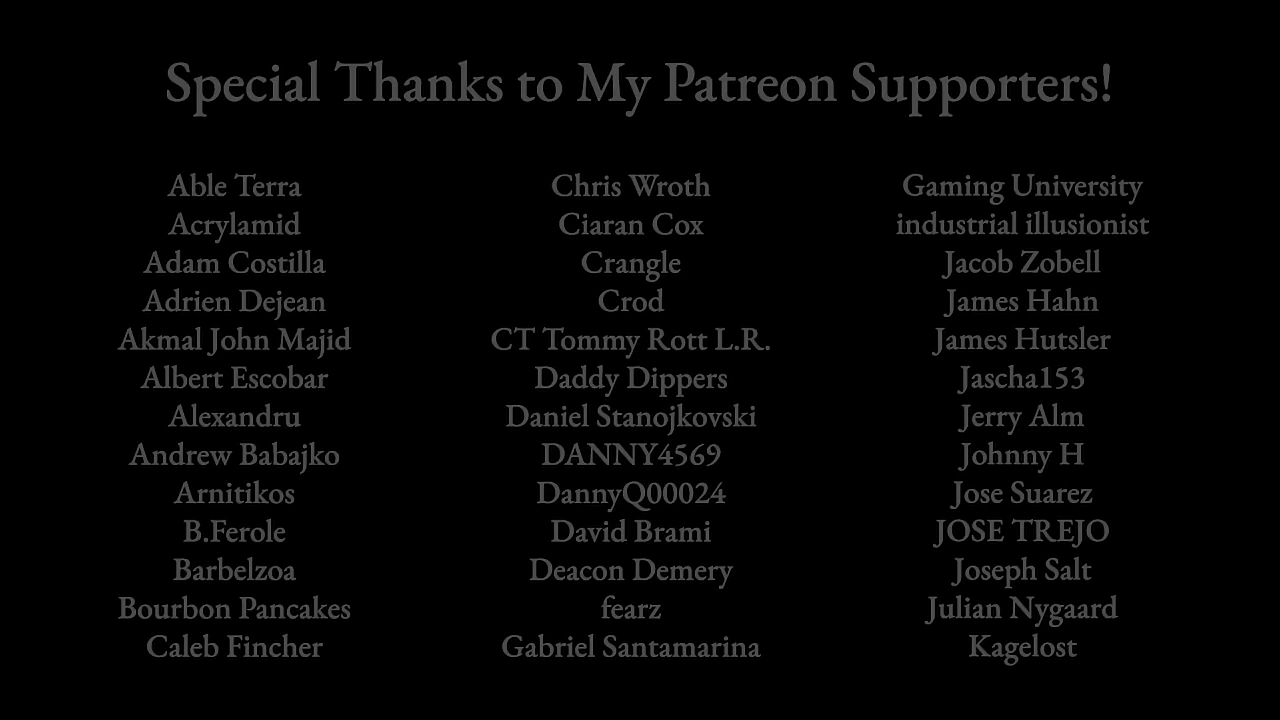 Special Thanks to My Patreon Supporters!
Able Terra
Acrylamid
Adam Costilla
Adrien Dejean
Akmal John Majid
Albert Escobar
Alexandru
Andrew Babajko
Arnitikos
B.Ferole
Barbelzoa
Bourbon Pancakes
Caleb Fincher
Chris Wroth
Ciaran Cox
Crangle
Crod
CT Tommy Rott L.R.
Daddy Dippers
Daniel Stanojkovski
DANNY4569
DannyQ00024
David Brami
Deacon Demery
fearz
Gabriel Santamarina
Gaming University
industrial illusionist
Jacob Zobell
James Hahn
James Hutsler
Jascha153
Jerry Alm
Johnny H
Jose Suarez
JOSE TREJO
Joseph Salt
Julian Nygaard
Kagelost